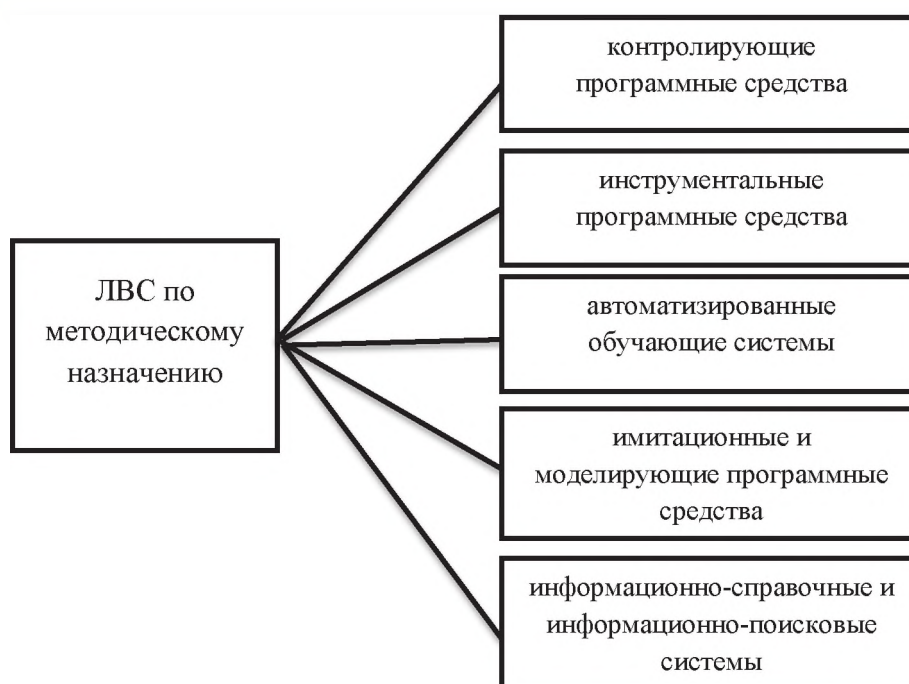 контролирующие
программные средства
инструментальные
программные средства
ЛВС по
методическому
назначению
автоматизированные
обучающие системы
имитационные и
моделирующие программные
средства
информационно-справочные и
информационно-поисковые
системы